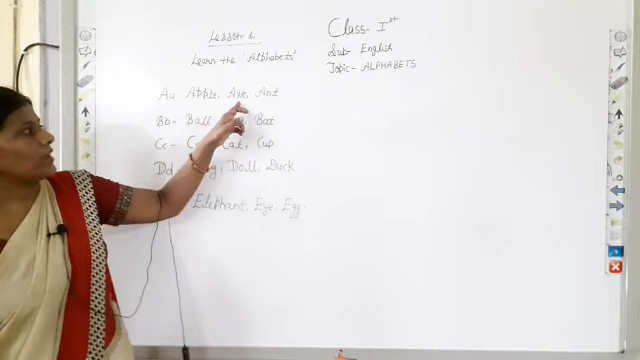 Lesson 1
Learn the 'Alphabets'
Class- Ist
Sub- English
Topic- ALPHABETS
Aa- Apple, Axe, Ant
Bb- Ball, Bat
Cc- Cat, Cup
Dd- Doll, Duck
Elephant, Eye, Egg